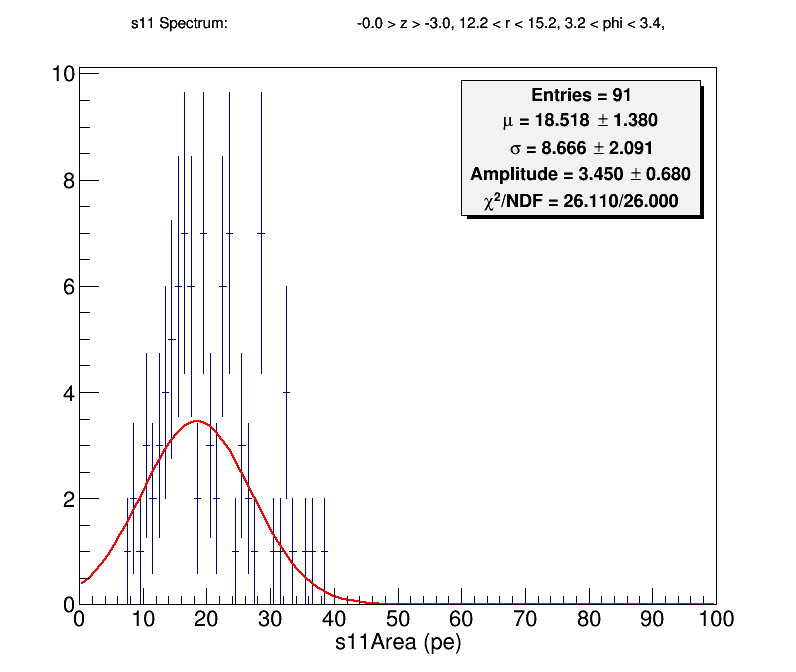 s11 Spectrum: -0.0 > z > -3.0, 12.2 < r < 15.2, 3.2 < phi < 3.4,
Entries = 91
μ = 18.518 ± 1.380
σ = 8.666 ± 2.091
Amplitude = 3.450 ± 0.680
χ²/NDF = 26.110/26.000
10
8
6
4
2
0
0 10 20 30 40 50 60 70 80 90 100
s11Area (pe)